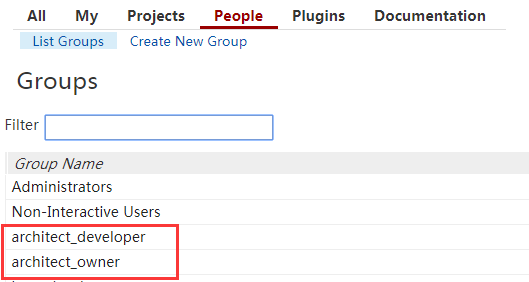 All My Projects People Plugins Documentation
List Groups Create New Group
Groups
Filter
Group Name
Administrators
Non-Interactive Users
architect_developer
architect_owner